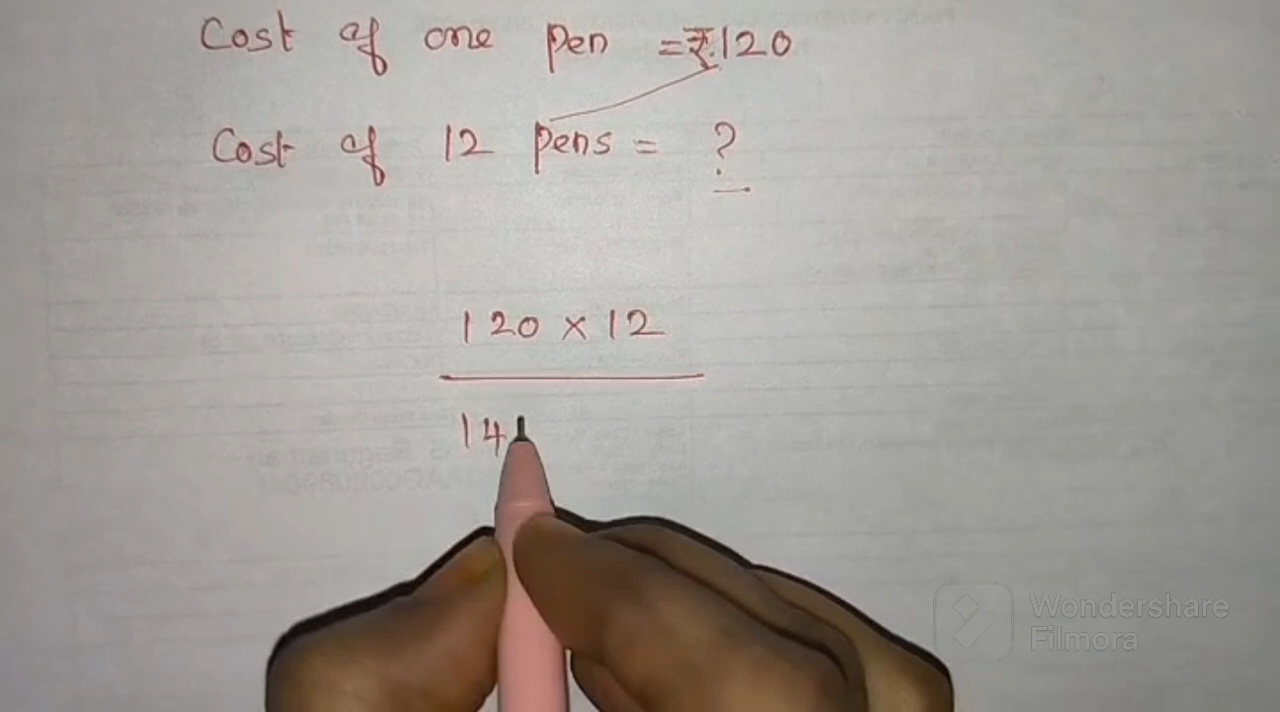 Cost of one pen = ₹.120
Cost of 12 pens = ?
120 x 12
14
Wondershare
Filmora